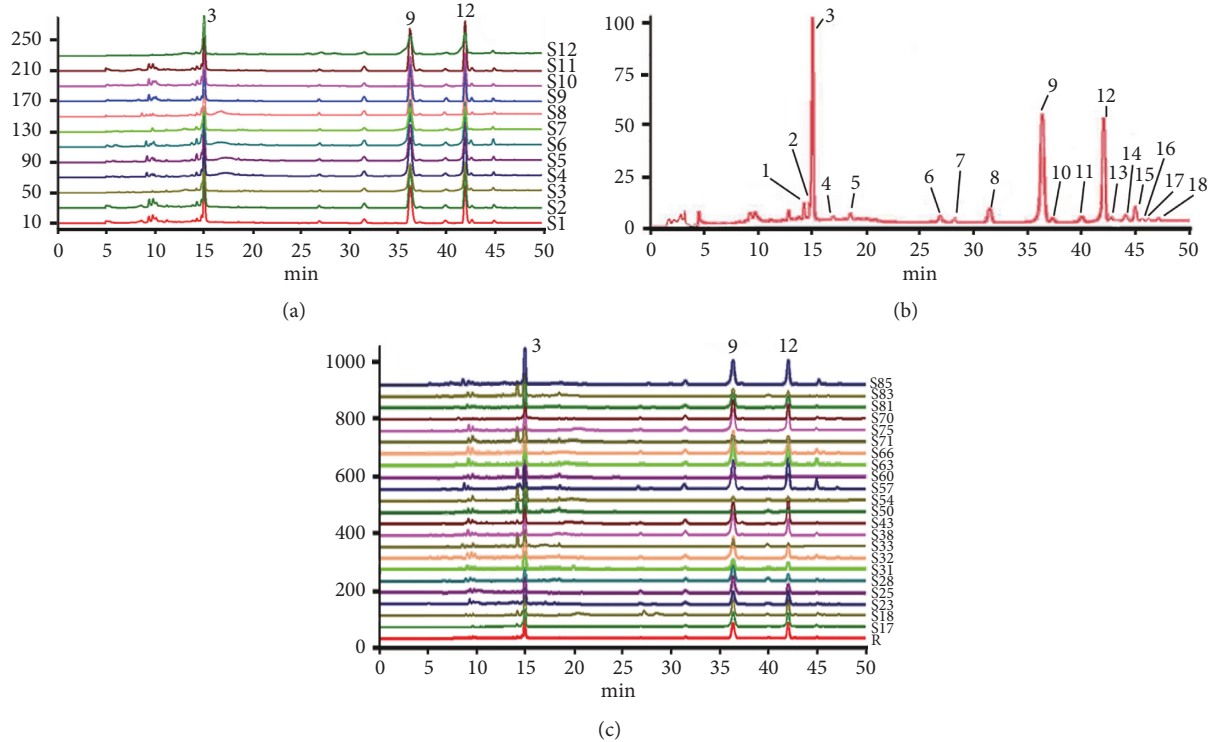 3 9 12
250
210
170
130
90
50
10
S12
S11
S10
S9
S8
S7
S6
S5
S4
S3
S2
S1
0 5 10 15 20 25 30 35 40 45 50
min
(a)
100
75
50
25
0
1 2 3 4 5 6 7 8 9 10 11 12 13 14 15 16 17 18
0 5 10 15 20 25 30 35 40 45 50
min
(b)
3 9 12
1000
800
600
400
200
0
S85
S83
S81
S70
S75
S71
S66
S63
S60
S57
S54
S50
S43
S38
S33
S32
S31
S28
S25
S23
S18
S17
R
0 5 10 15 20 25 30 35 40 45 50
min
(c)